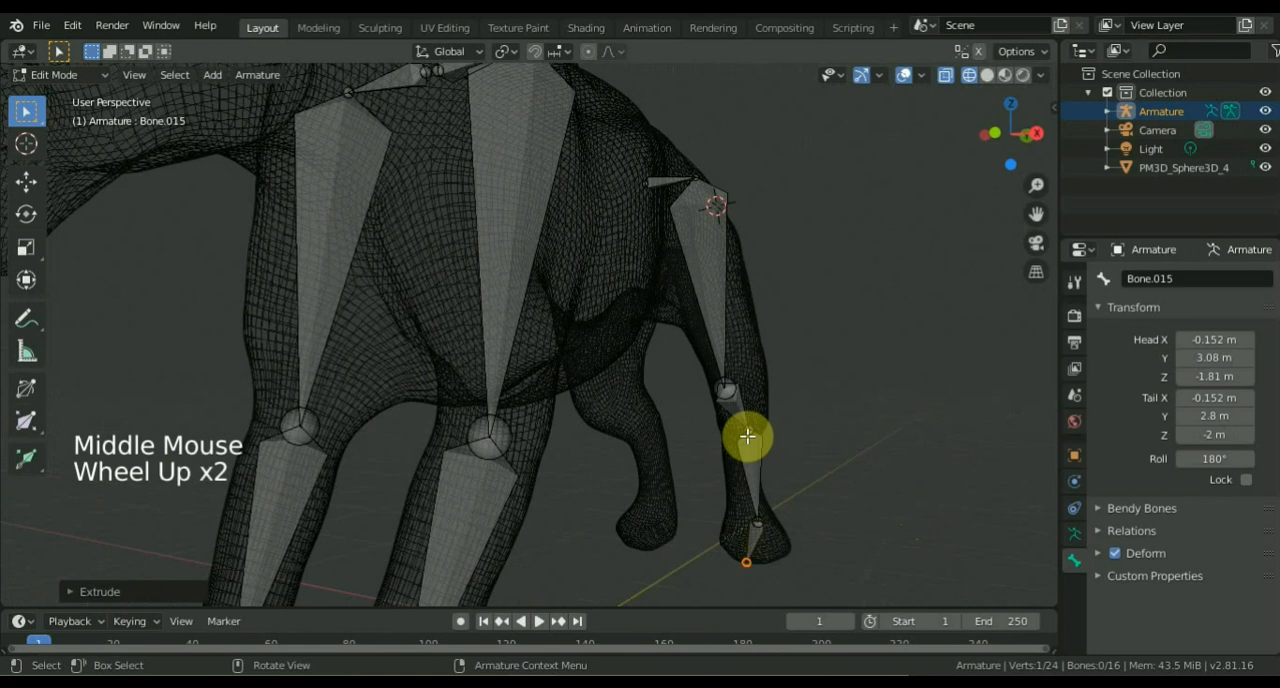 File Edit Render Window Help Layout Modeling Sculpting UV Editing Texture Paint Shading Animation Rendering Compositing Scripting + Scene View Layer
Global Options
Edit Mode View Select Add Armature
User Perspective
(1) Armature : Bone.015
Scene Collection
Collection
Armature
Camera
Light
PM3D_Sphere3D_4
Z
X
Armature Armature
Bone.015
Transform
Head X -0.152 m
Y 3.08 m
Z -1.81 m
Tail X -0.152 m
Y 2.8 m
Z -2 m
Roll 180°
Lock
Bendy Bones
Relations
Deform
Custom Properties
Middle Mouse
Wheel Up x2
Extrude
Playback Keying View Marker 1 Start 1 End 250
1
Select Box Select Rotate View Armature Context Menu Armature | Verts:1/24 | Bones:0/16 | Mem: 43.5 MiB | v2.81.16